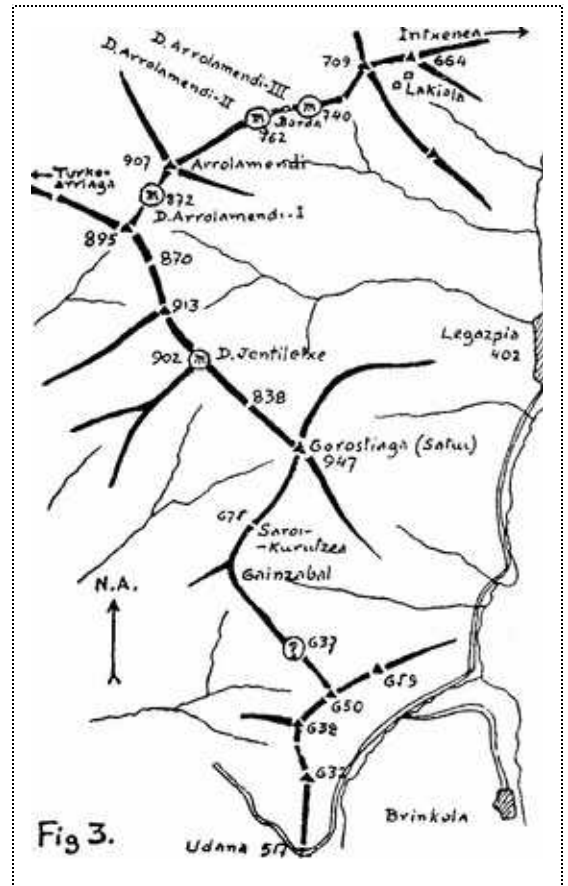 Intxenea
709
664
Lakiola
D. Arrolamendi-III
D. Arrolamendi-II
Borda
740
762
907
Arrolamendi
Turko-
arriaga
872
D. Arrolamendi-I
895
870
913
Legazpia
402
902
D. Jentiletxe
838
Gorostiaga (Satui)
947
678
Saroi-
-Kurutzea
Gainzabal
N.A.
?
637
659
650
638
632
Brinkola
Fig 3.
Udana 517